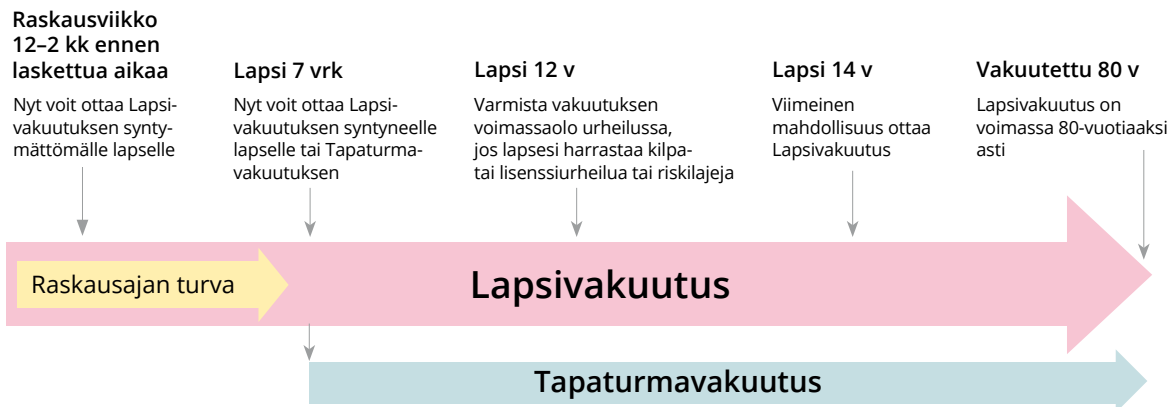 Raskausviikko
12–2 kk ennen
laskettua aikaa
Nyt voit ottaa Lapsi-
vakuutuksen synty-
mättömälle lapselle
Lapsi 7 vrk
Nyt voit ottaa Lapsi-
vakuutuksen syntyneelle
lapselle tai Tapaturma-
vakuutuksen
Lapsi 12 v
Varmista vakuutuksen
voimassaolo urheilussa,
jos lapsesi harrastaa kilpa-
tai lisenssiurheilua tai riskilajeja
Lapsi 14 v
Viimeinen
mahdollisuus ottaa
Lapsivakuutus
Vakuutettu 80 v
Lapsivakuutus on
voimassa 80-vuotiaaksi
asti
Raskausajan turva
Lapsivakuutus
Tapaturmavakuutus